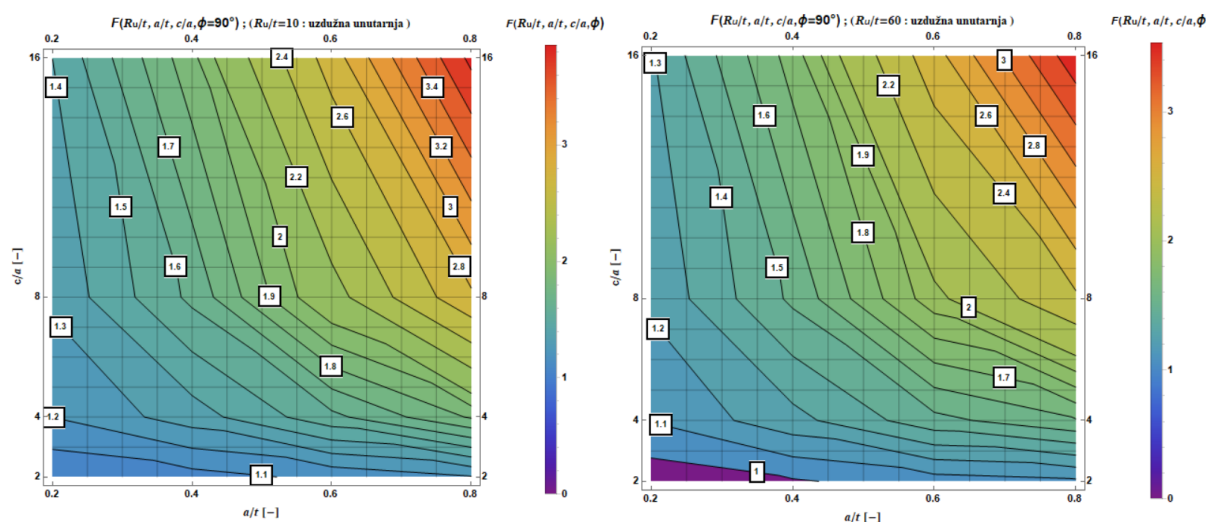 F(Ru/t, a/t, c/a,ϕ=90°) ; (Ru/t=10 : uzdužna unutarnja )
F(Ru/t, a/t, c/a,ϕ)
0.2 0.4 0.6 0.8
16 2.4 16
1.4 3.4
2.6
1.7 3.2
3
2.2
1.5 3
2
1.6 2.8
c/a [−]
2
8 1.9 8
1.3
1.8
1
1.2
4 4
2 1.1 2
0
0.2 0.4 0.6 0.8
a/t [−]
F(Ru/t, a/t, c/a,ϕ=90°) ; (Ru/t=60 : uzdužna unutarnja )
F(Ru/t, a/t, c/a,ϕ
0.2 0.4 0.6 0.8
16 1.3 3 16
2.2
1.6 2.6
3
1.9 2.8
1.4 2.4
1.8
2
1.5
c/a [−]
8 2 8
1.2
1.7
1
1.1
4 4
1
2 2
0
0.2 0.4 0.6 0.8
a/t [−]